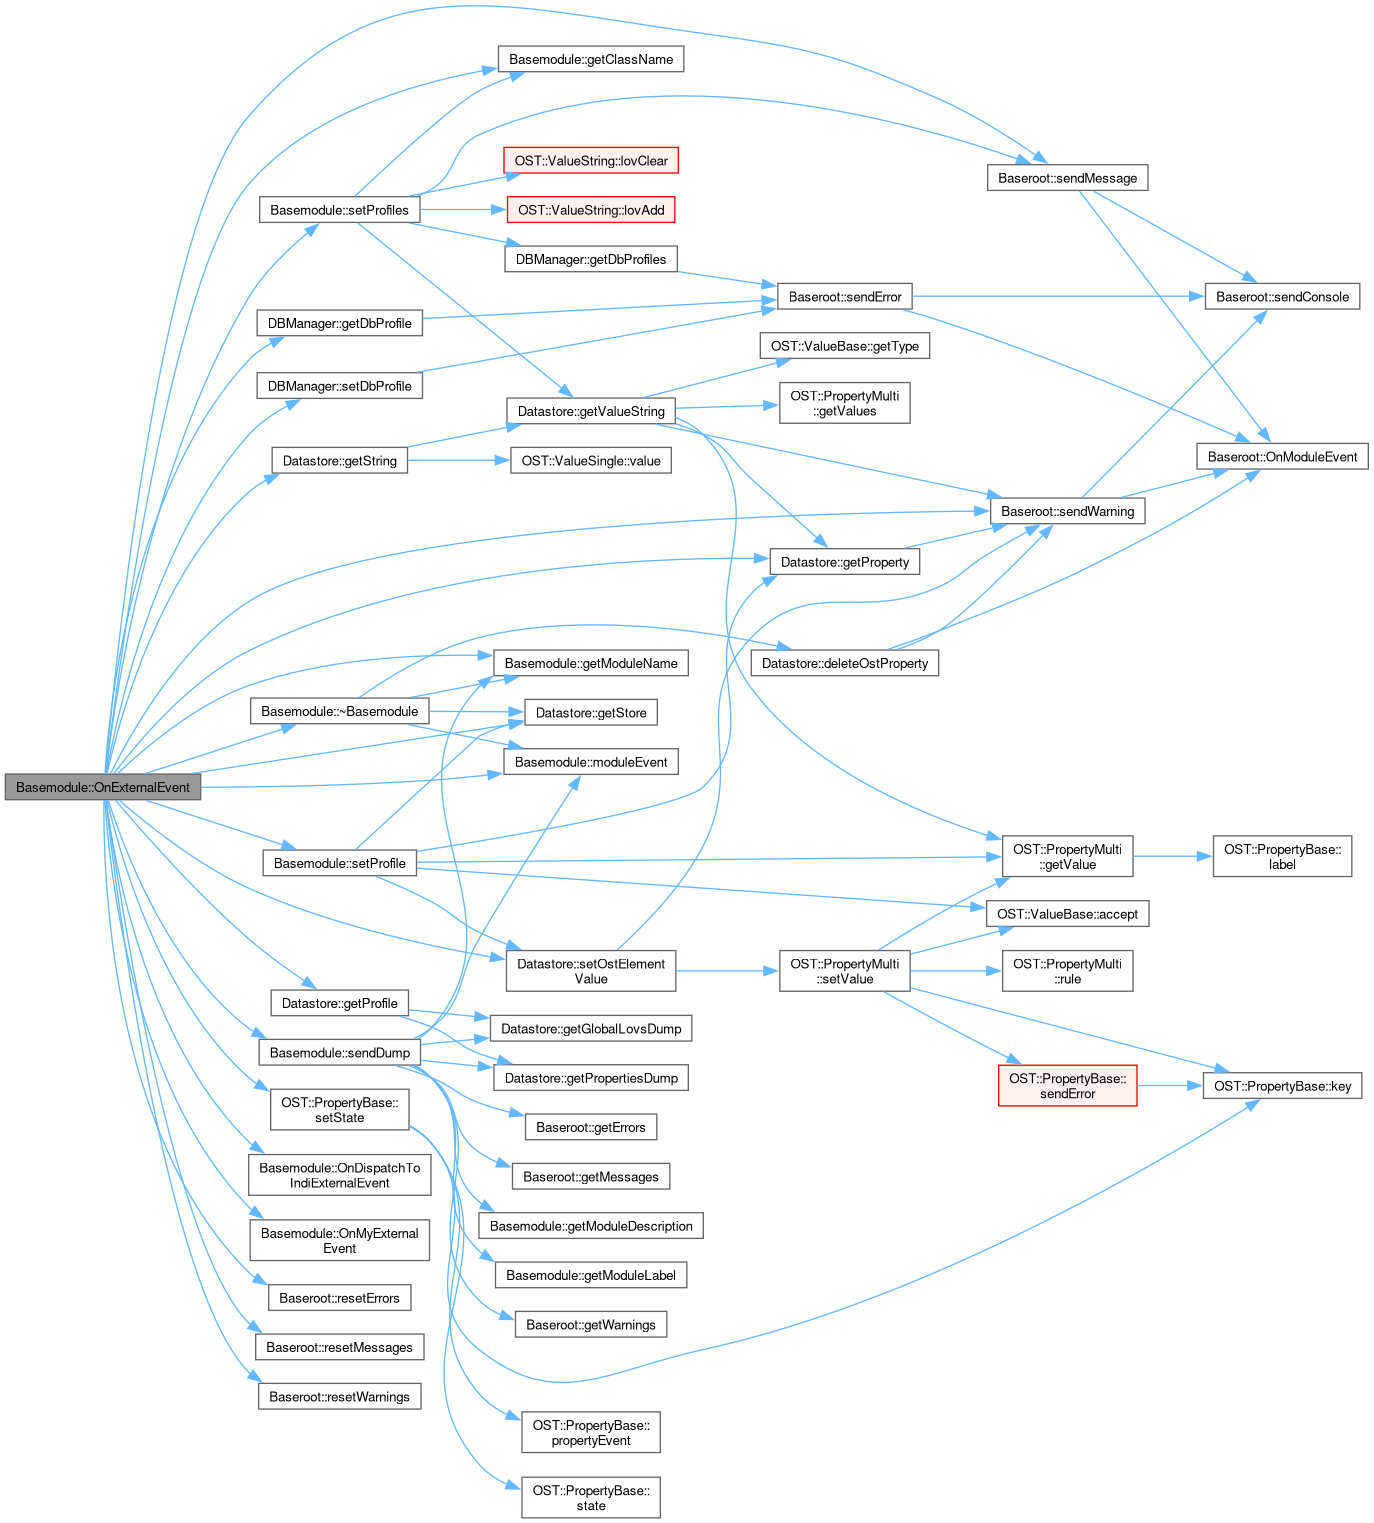 Basemodule::getClassName
OST::ValueString::lovClear
Baseroot::sendMessage
Basemodule::setProfiles
OST::ValueString::lovAdd
DBManager::getDbProfiles
Baseroot::sendError
Baseroot::sendConsole
DBManager::getDbProfile
OST::ValueBase::getType
DBManager::setDbProfile
OST::PropertyMulti
::getValues
Datastore::getValueString
Datastore::getString
OST::ValueSingle::value
Baseroot::OnModuleEvent
Baseroot::sendWarning
Datastore::getProperty
Basemodule::getModuleName
Datastore::deleteOstProperty
Basemodule::~Basemodule
Datastore::getStore
Basemodule::moduleEvent
Basemodule::OnExternalEvent
Basemodule::setProfile
OST::PropertyMulti
::getValue
OST::PropertyBase::
label
OST::ValueBase::accept
Datastore::setOstElement
Value
OST::PropertyMulti
::setValue
OST::PropertyMulti
::rule
Datastore::getProfile
Datastore::getGlobalLovsDump
Basemodule::sendDump
Datastore::getPropertiesDump
OST::PropertyBase::
sendError
OST::PropertyBase::key
OST::PropertyBase::
setState
Baseroot::getErrors
Basemodule::OnDispatchTo
IndiExternalEvent
Baseroot::getMessages
Basemodule::getModuleDescription
Basemodule::OnMyExternal
Event
Basemodule::getModuleLabel
Baseroot::resetErrors
Baseroot::getWarnings
Baseroot::resetMessages
Baseroot::resetWarnings
OST::PropertyBase::
propertyEvent
OST::PropertyBase::
state